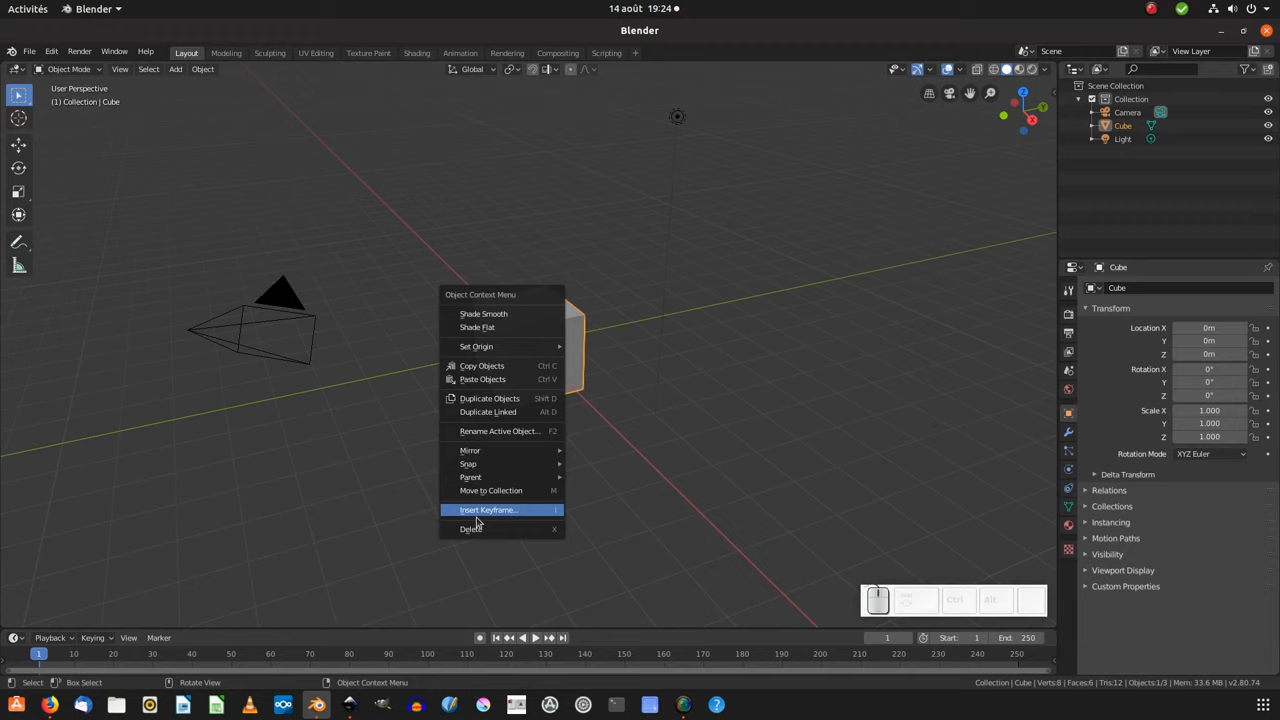 Activités Blender 14 août 19:24
Blender
File Edit Render Window Help Layout Modeling Sculpting UV Editing Texture Paint Shading Animation Rendering Compositing Scripting + Scene View Layer
Object Mode View Select Add Object Global
User Perspective
(1) Collection | Cube
Z
Y
X
Scene Collection
Collection
Camera
Cube
Light
Cube
Cube
Transform
Location X 0m
Y 0m
Z 0m
Rotation X 0°
Y 0°
Z 0°
Scale X 1.000
Y 1.000
Z 1.000
Rotation Mode XYZ Euler
Delta Transform
Relations
Collections
Instancing
Motion Paths
Visibility
Viewport Display
Custom Properties
Object Context Menu
Shade Smooth
Shade Flat
Set Origin
Copy Objects Ctrl C
Paste Objects Ctrl V
Duplicate Objects Shift D
Duplicate Linked Alt D
Rename Active Object... F2
Mirror
Snap
Parent
Move to Collection M
Insert Keyframe... I
Delete X
Ctrl Alt
Playback Keying View Marker 1 Start: 1 End: 250
1 10 20 30 40 50 60 70 80 90 100 110 120 130 140 150 160 170 180 190 200 210 220 230 240 250
Select Box Select Rotate View Object Context Menu Collection | Cube | Verts:8 | Faces:6 | Tris:12 | Objects:1/3 | Mem: 33.6 MB | v2.80.74